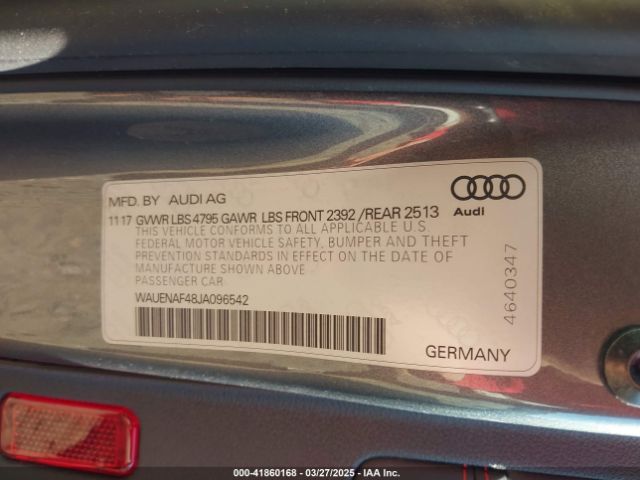 MFD. BY AUDI AG
11 17 GVWR LBS 4795 GAWR LBS FRONT 2392 /REAR 2513
THIS VEHICLE CONFORMS TO ALL APPLICABLE U.S
FEDERAL MOTOR VEHICLE SAFETY, BUMPER AND THEFT
PREVENTION STANDARDS IN EFFECT ON THE DATE OF
MANUFACTURE SHOWN ABOVE
PASSENGER CAR
WAUENAF48JA096542
Audi
4640347
GERMANY
000-41860168 — 03/27/2025 — IAA Inc.